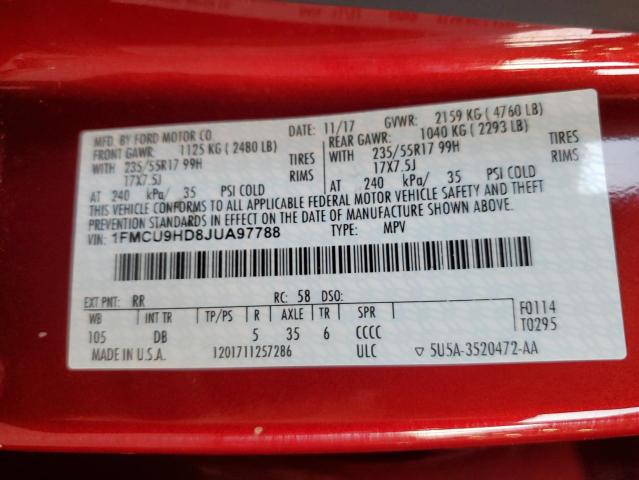 MFD. BY FORD MOTOR CO. DATE: 11/17 GVWR: 2159 KG ( 4760 LB)
FRONT GAWR: 1125 KG ( 2480 LB) REAR GAWR: 1040 KG ( 2293 LB)
WITH 235/55R17 99H TIRES WITH 235/55R17 99H TIRES
17X7.5J RIMS 17X7.5J RIMS
AT 240 kPa/ 35 PSI COLD AT 240 kPa/ 35 PSI COLD
THIS VEHICLE CONFORMS TO ALL APPLICABLE FEDERAL MOTOR VEHICLE SAFETY AND THEFT
PREVENTION STANDARDS IN EFFECT ON THE DATE OF MANUFACTURE SHOWN ABOVE.
VIN: 1FMCU9HD8JUA97788 TYPE: MPV
EXT PNT: RR RC: 58 DSO:
WB INT TR TP/PS R AXLE TR SPR F0114
105 DB 5 35 6 CCCC T0295
MADE IN U.S.A. 1201711257286 ULC ▽ 5U5A-3520472-AA